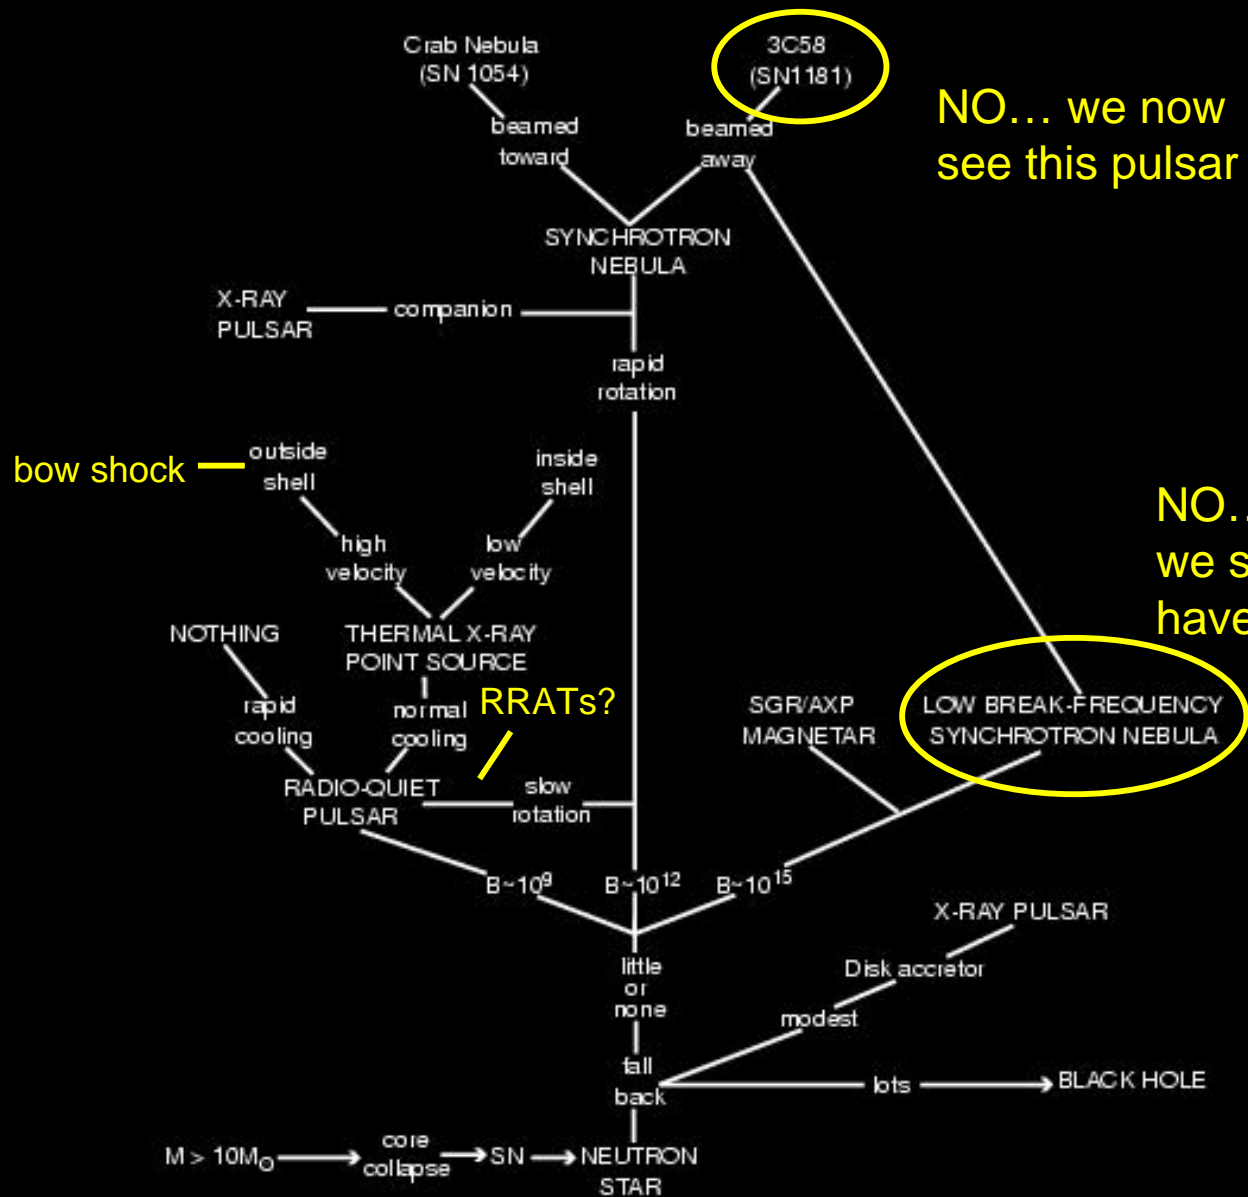 Crab Nebula
(SN 1054)
3C58
(SN1181)
NO… we now
see this pulsar
beamed
toward
beamed
away
SYNCHROTRON
NEBULA
X-RAY
PULSAR
companion
rapid
rotation
bow shock
outside
shell
inside
shell
high
velocity
low
velocity
NO…
we s
have
NOTHING
THERMAL X-RAY
POINT SOURCE
rapid
cooling
normal
cooling
RRATs?
SGR/AXP
MAGNETAR
LOW BREAK-FREQUENCY
SYNCHROTRON NEBULA
RADIO-QUIET
PULSAR
slow
rotation
B~10⁹
B~10¹²
B~10¹⁵
X-RAY PULSAR
Disk accretor
modest
little
or
none
fall
back
lots
BLACK HOLE
M > 10M⊙
core
collapse
SN
NEUTRON
STAR